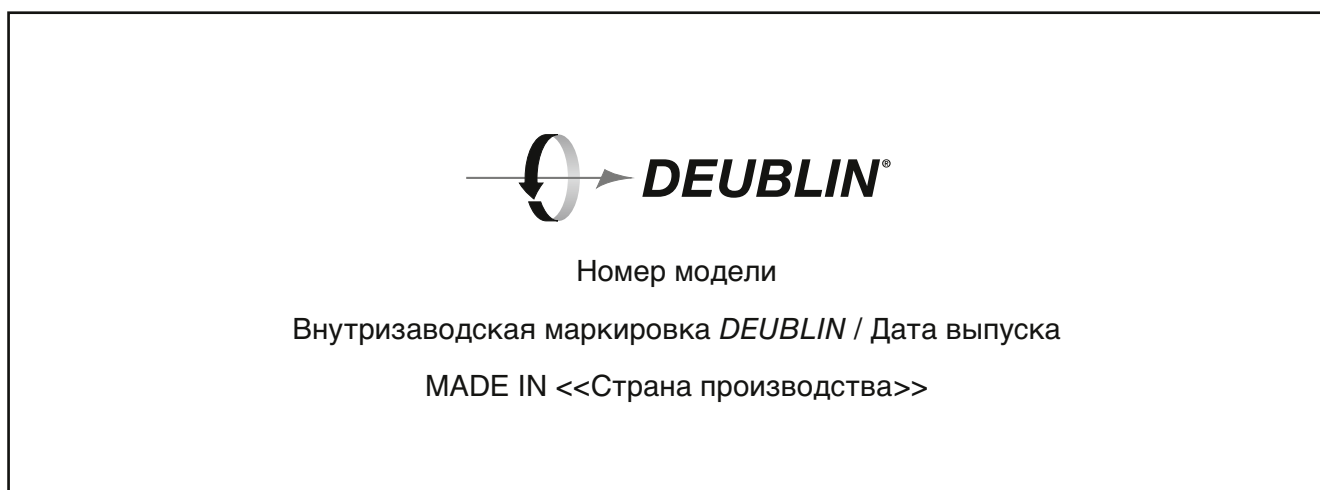 DEUBLIN®
Номер модели
Внутризаводская маркировка DEUBLIN / Дата выпуска
MADE IN <<Страна производства>>